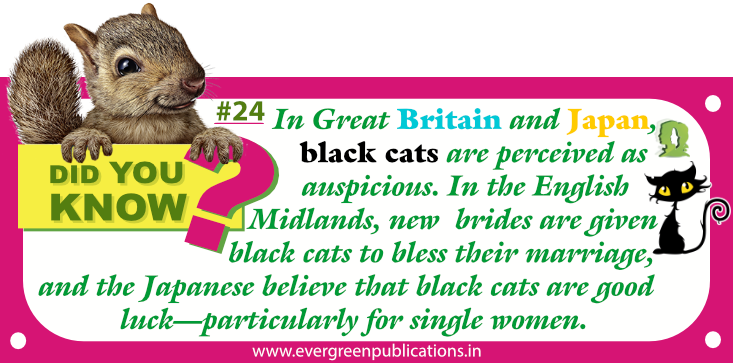 DID YOU
KNOW
?
#24
In Great Britain and Japan,
black cats are perceived as
auspicious. In the English
Midlands, new brides are given
black cats to bless their marriage,
and the Japanese believe that black cats are good
luck—particularly for single women.
www.evergreenpublications.in